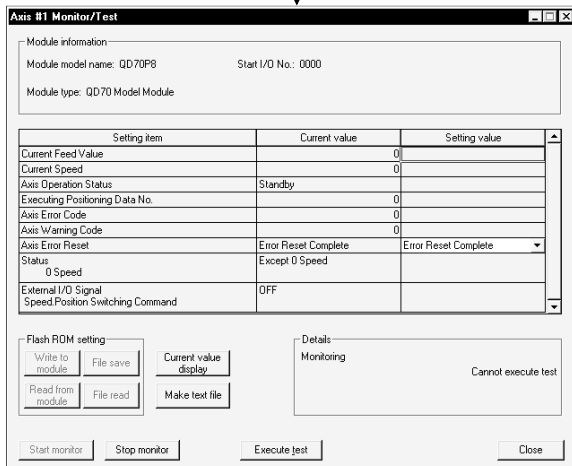 Axis #1 Monitor/Test
Module information
Module model name: QD70P8 Start I/O No.: 0000
Module type: QD70 Model Module
Setting item Current value Setting value
Current Feed Value 0
Current Speed 0
Axis Operation Status Standby
Executing Positioning Data No. 0
Axis Error Code 0
Axis Warning Code 0
Axis Error Reset Error Reset Complete Error Reset Complete
Status Except 0 Speed
0 Speed
External I/O Signal OFF
Speed.Position Switching Command
Flash ROM setting
Write to module
File save
Read from module
File read
Current value display
Make text file
Details
Monitoring
Cannot execute test
Start monitor Stop monitor Execute test Close